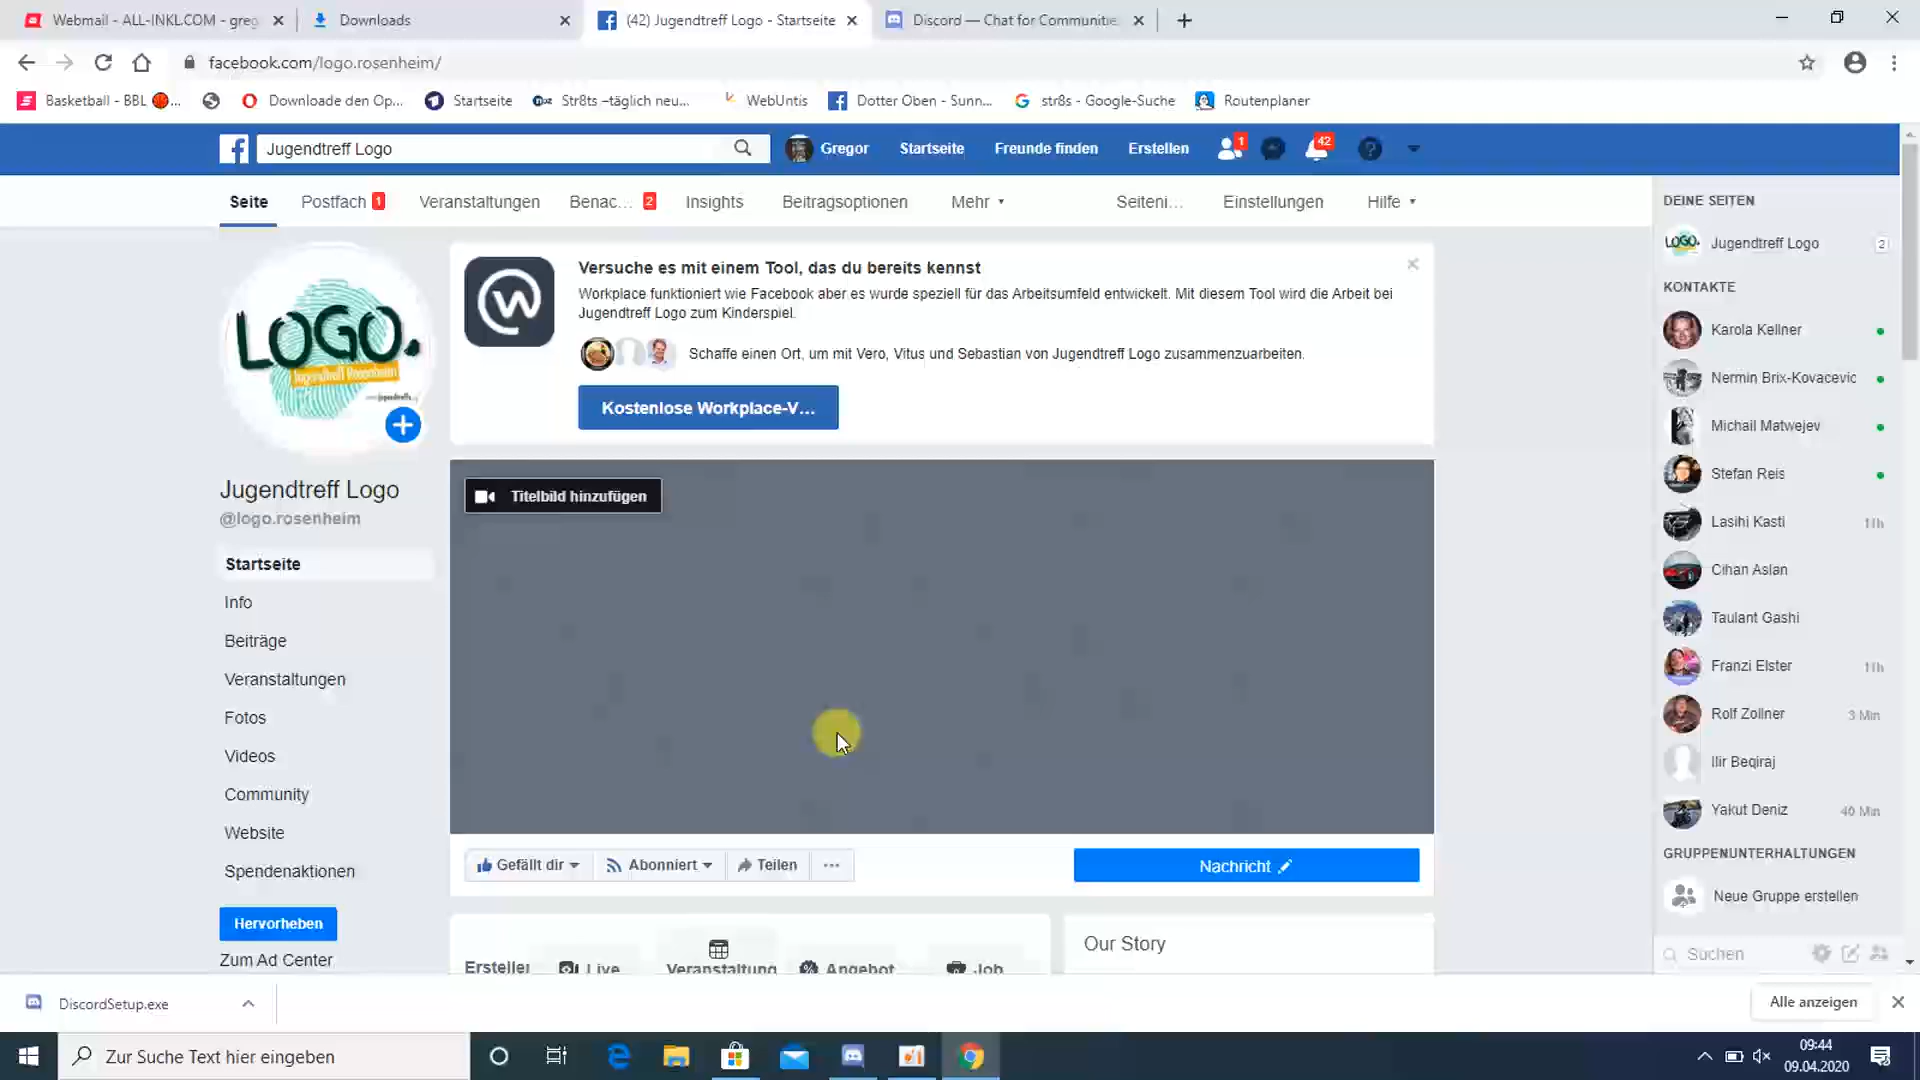 Webmail - ALL-INKL.COM - greg
Downloads
(42) Jugendtreff Logo - Startseite
Discord — Chat for Communitie
facebook.com/logo.rosenheim/
Basketball - BBL
Downloade den Op...
Startseite
Str8ts –täglich neu...
WebUntis
Dotter Oben - Sunn...
str8s - Google-Suche
Routenplaner
Jugendtreff Logo
Gregor
Startseite
Freunde finden
Erstellen
1
42
Seite
Postfach 1
Veranstaltungen
Benac... 2
Insights
Beitragsoptionen
Mehr
Seiteni...
Einstellungen
Hilfe
LOGO.
Jugendtreff Rosenheim
Jugendtreff Logo
@logo.rosenheim
Startseite
Info
Beiträge
Veranstaltungen
Fotos
Videos
Community
Website
Spendenaktionen
Hervorheben
Zum Ad Center
Versuche es mit einem Tool, das du bereits kennst
Workplace funktioniert wie Facebook aber es wurde speziell für das Arbeitsumfeld entwickelt. Mit diesem Tool wird die Arbeit bei
Jugendtreff Logo zum Kinderspiel.
Schaffe einen Ort, um mit Vero, Vitus und Sebastian von Jugendtreff Logo zusammenzuarbeiten.
Kostenlose Workplace-V...
Titelbild hinzufügen
Gefällt dir
Abonniert
Teilen
Nachricht
Erstellen
Live
Veranstaltung
Angebot
Job
Our Story
DEINE SEITEN
LOGO.
Jugendtreff Logo
2
KONTAKTE
Karola Kellner
Nermin Brix-Kovacevic
Michail Matwejev
Stefan Reis
Lasihi Kasti
11h
Cihan Aslan
Taulant Gashi
Franzi Elster
11h
Rolf Zollner
3 Min
Ilir Beqiraj
Yakut Deniz
40 Min
GRUPPENUNTERHALTUNGEN
Neue Gruppe erstellen
Suchen
DiscordSetup.exe
Alle anzeigen
Zur Suche Text hier eingeben
09:44
09.04.2020